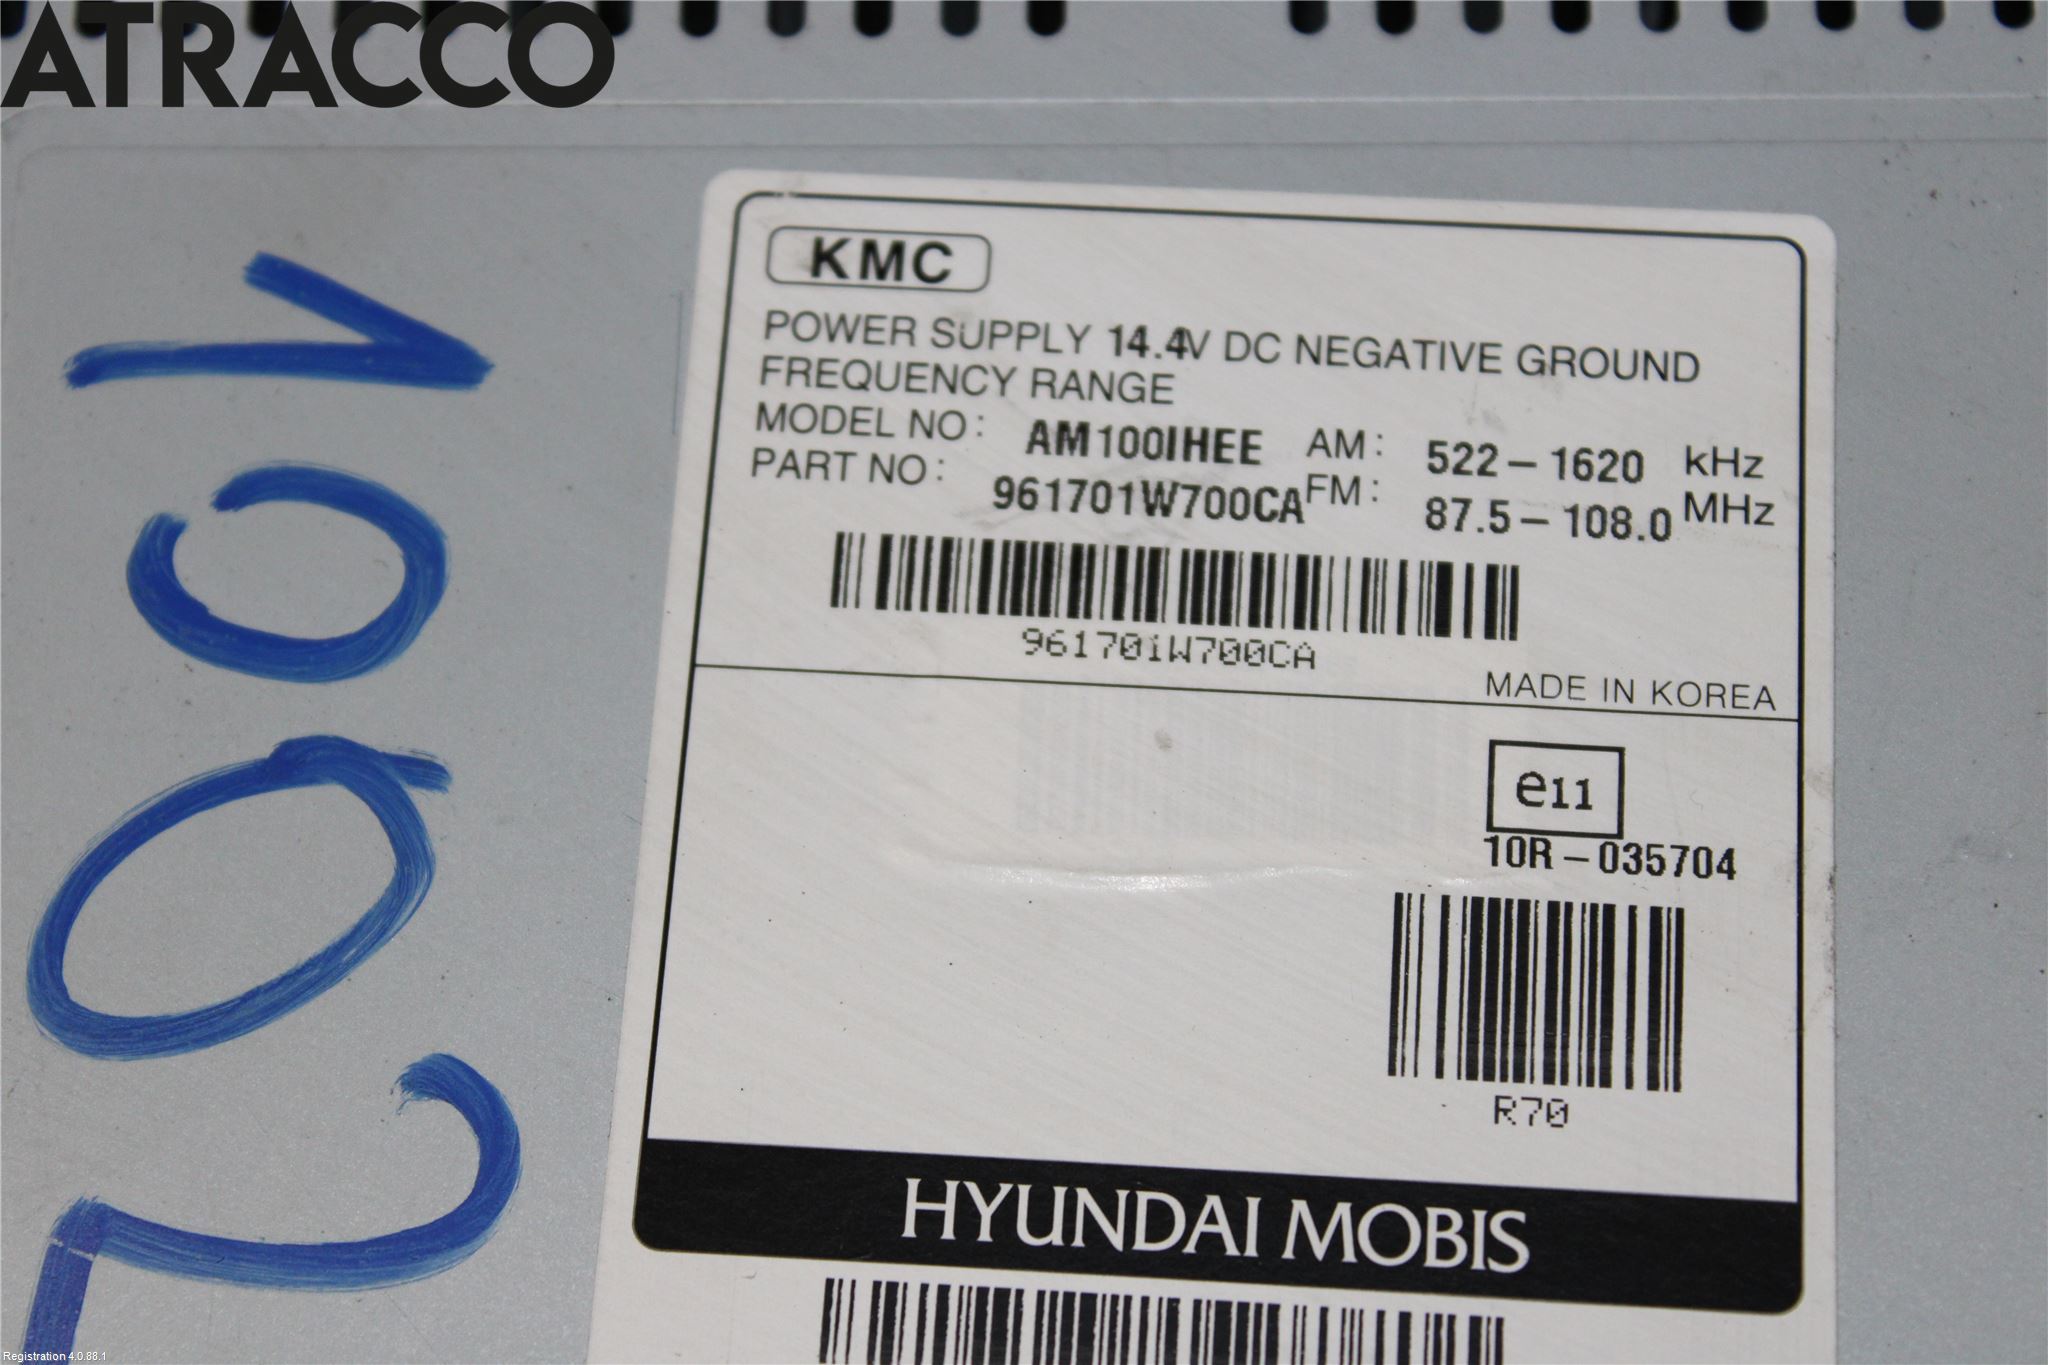 ATRACCO
1002
KMC
POWER SUPPLY 14.4V DC NEGATIVE GROUND
FREQUENCY RANGE
MODEL NO: AM100IHEE AM: 522-1620 kHz
PART NO: 961701W700CA FM: 87.5-108.0 MHz
961701W700CA
MADE IN KOREA
e11
10R-035704
R70
HYUNDAI MOBIS
Registration 4.0.88.1